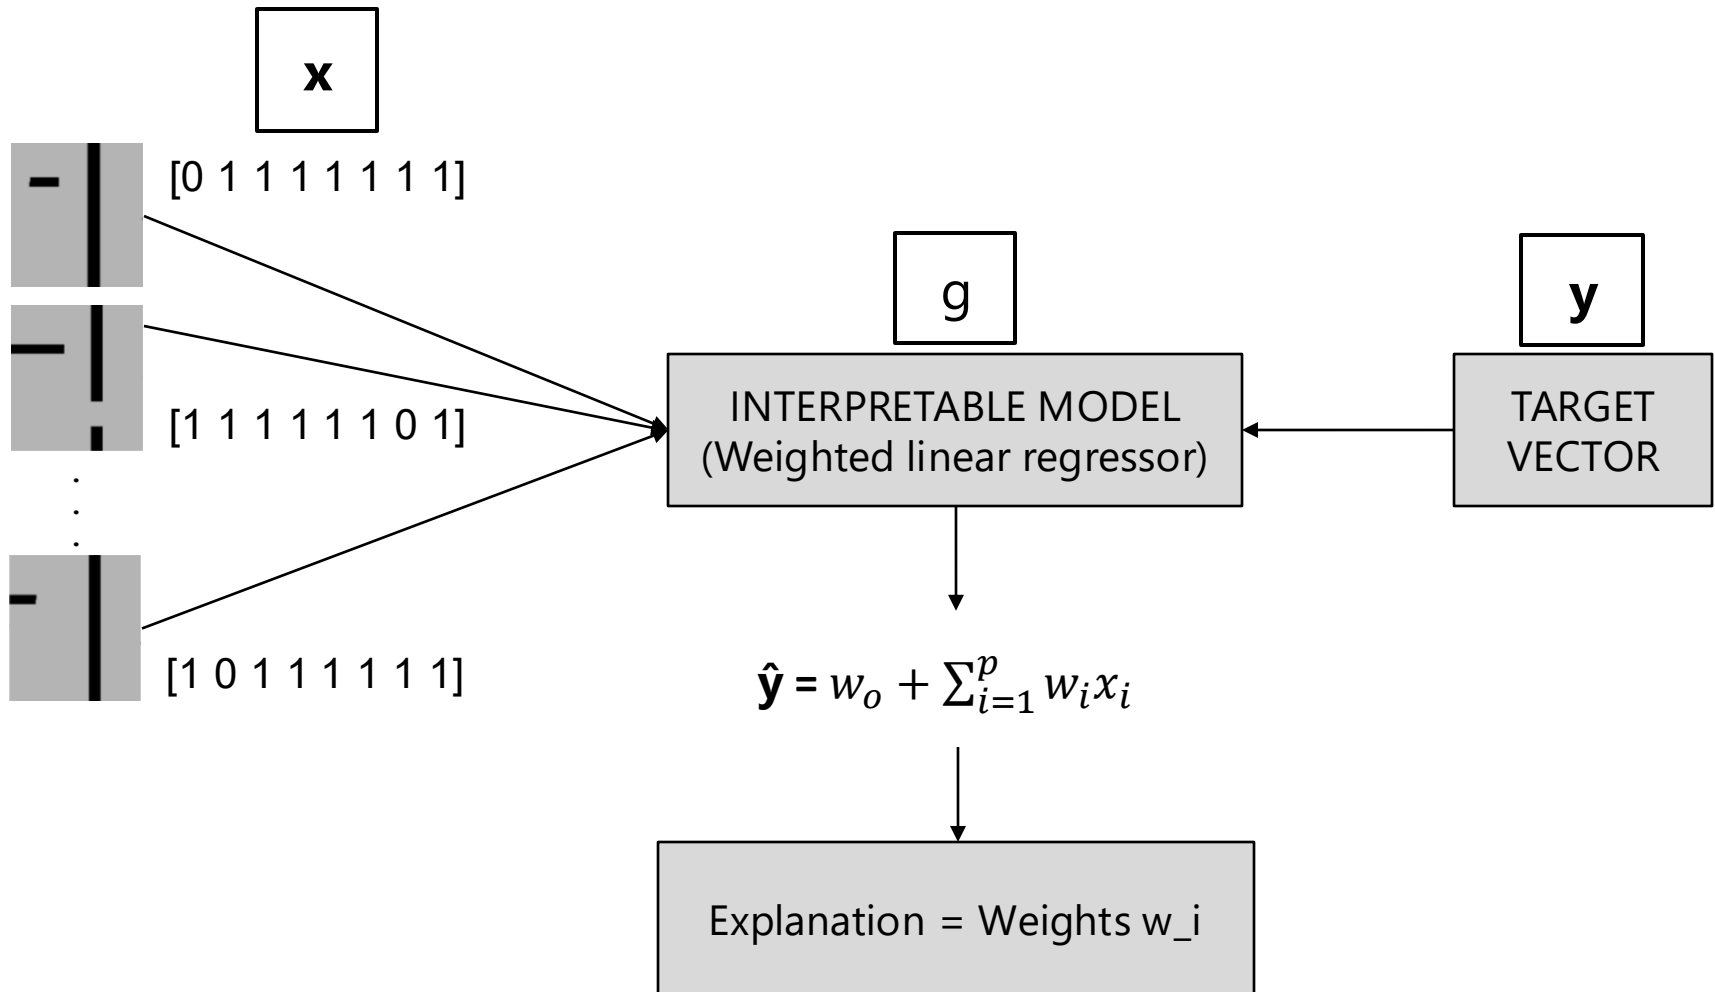 x
[0 1 1 1 1 1 1 1]
[1 1 1 1 1 1 0 1]
.
.
.
[1 0 1 1 1 1 1 1]
g
INTERPRETABLE MODEL
(Weighted linear regressor)
y
TARGET
VECTOR
ŷ = w_o + ∑_{i=1}^{p} w_i x_i
Explanation = Weights w_i